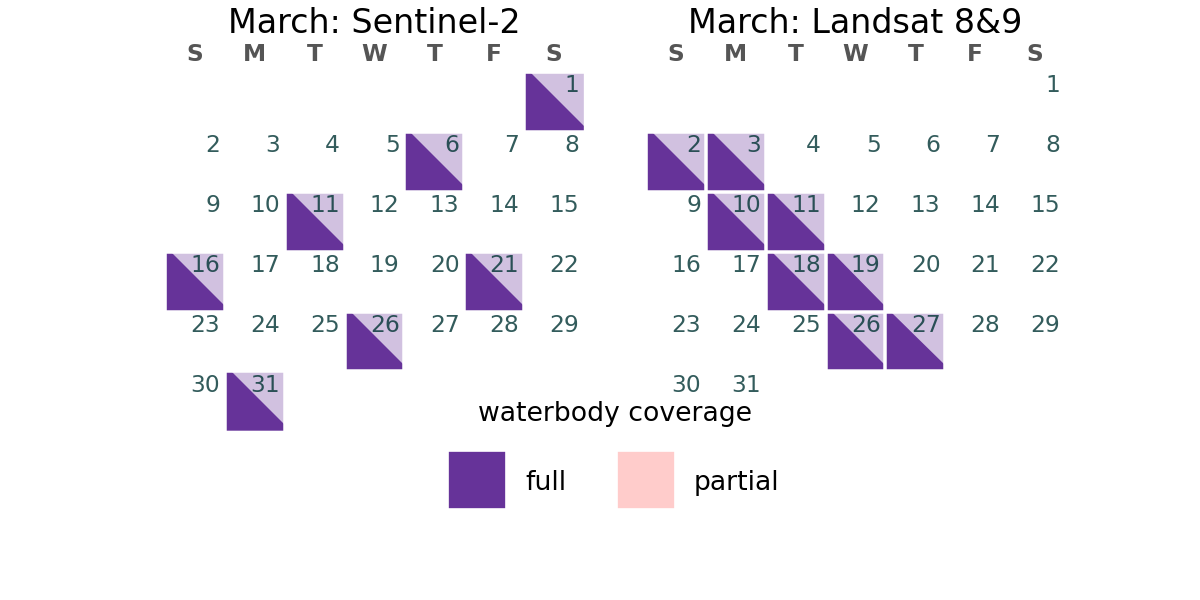 March: Sentinel-2
S M T W T F S
1
2 3 4 5 6 7 8
9 10 11 12 13 14 15
16 17 18 19 20 21 22
23 24 25 26 27 28 29
30 31
March: Landsat 8&9
S M T W T F S
1
2 3 4 5 6 7 8
9 10 11 12 13 14 15
16 17 18 19 20 21 22
23 24 25 26 27 28 29
30 31
waterbody coverage
full partial